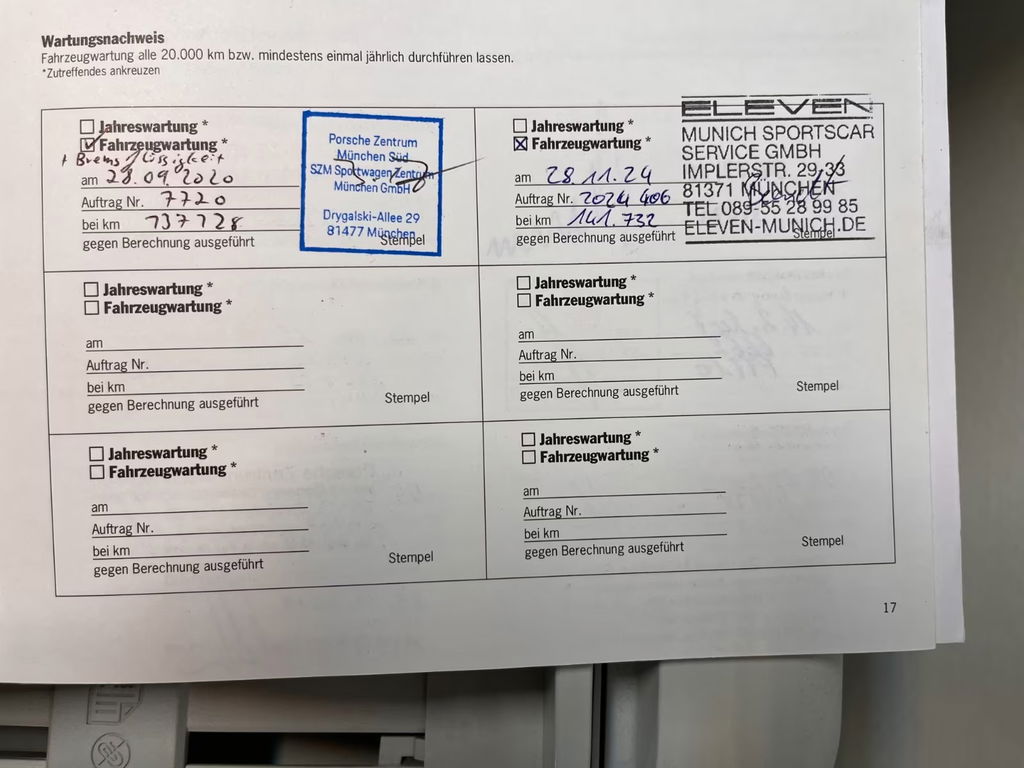 Wartungsnachweis
Fahrzeugwartung alle 20.000 km bzw. mindestens einmal jährlich durchführen lassen.
*Zutreffendes ankreuzen
Jahreswartung *
Fahrzeugwartung *
+ Bremsflüssigkeit
am 28.09.2020
Auftrag Nr. 7720
bei km 137728
gegen Berechnung ausgeführt
Porsche Zentrum
München Süd
SZM Sportwagen Zentrum
München GmbH
Drygalski-Allee 29
81477 München
Stempel
Jahreswartung *
Fahrzeugwartung *
am 28.11.24
Auftrag Nr. 2024 406
bei km 141.732
gegen Berechnung ausgeführt
ELEVEN
MUNICH SPORTSCAR
SERVICE GMBH
IMPLERSTR. 29,33
81371 MÜNCHEN
TEL 089-55 28 99 85
ELEVEN-MUNICH.DE
Stempel
Jahreswartung *
Fahrzeugwartung *
am
Auftrag Nr.
bei km
gegen Berechnung ausgeführt
Stempel
Jahreswartung *
Fahrzeugwartung *
am
Auftrag Nr.
bei km
gegen Berechnung ausgeführt
Stempel
Jahreswartung *
Fahrzeugwartung *
am
Auftrag Nr.
bei km
gegen Berechnung ausgeführt
Stempel
Jahreswartung *
Fahrzeugwartung *
am
Auftrag Nr.
bei km
gegen Berechnung ausgeführt
Stempel
17